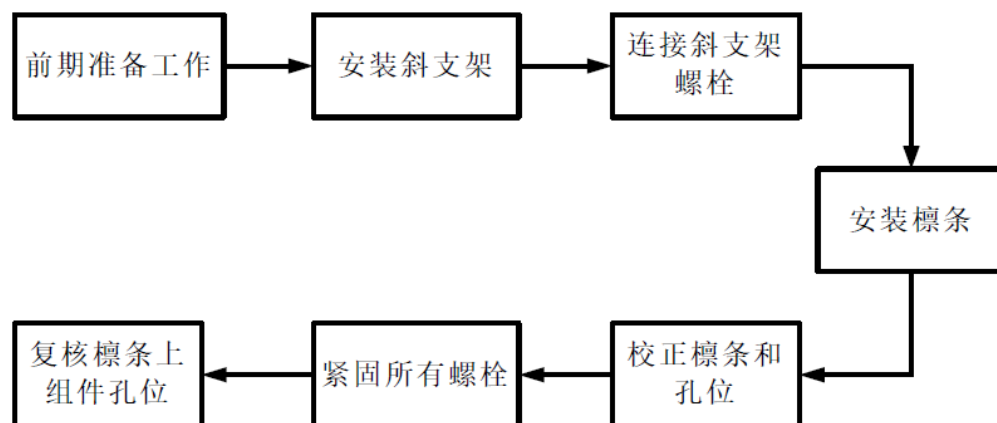 前期准备工作
安装斜支架
连接斜支架
螺栓
安装檩条
校正檩条和
孔位
紧固所有螺栓
复核檩条上
组件孔位